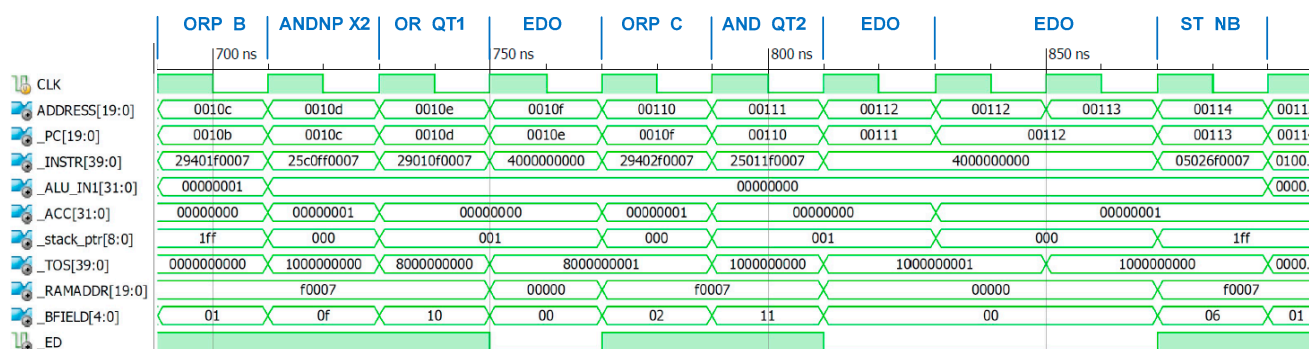 ORP B ANDNP X2 OR QT1 EDO ORP C AND QT2 EDO EDO ST NB
700 ns 750 ns 800 ns 850 ns
CLK
ADDRESS[19:0] 0010c 0010d 0010e 0010f 00110 00111 00112 00112 00113 00114 0011
_PC[19:0] 0010b 0010c 0010d 0010e 0010f 00110 00111 00112 00113 0011
_INSTR[39:0] 29401f0007 25c0ff0007 29010f0007 4000000000 29402f0007 25011f0007 4000000000 05026f0007 0100.
_ALU_IN1[31:0] 00000001 00000000 0000.
_ACC[31:0] 00000000 00000001 00000000 00000001 00000000 00000001
_stack_ptr[8:0] 1ff 000 001 000 001 000 1ff
_TOS[39:0] 0000000000 1000000000 8000000000 8000000001 1000000000 1000000001 1000000000 0000.
_RAMADDR[19:0] f0007 00000 f0007 00000 f0007
_BFIELD[4:0] 01 0f 10 00 02 11 00 06 01
_ED